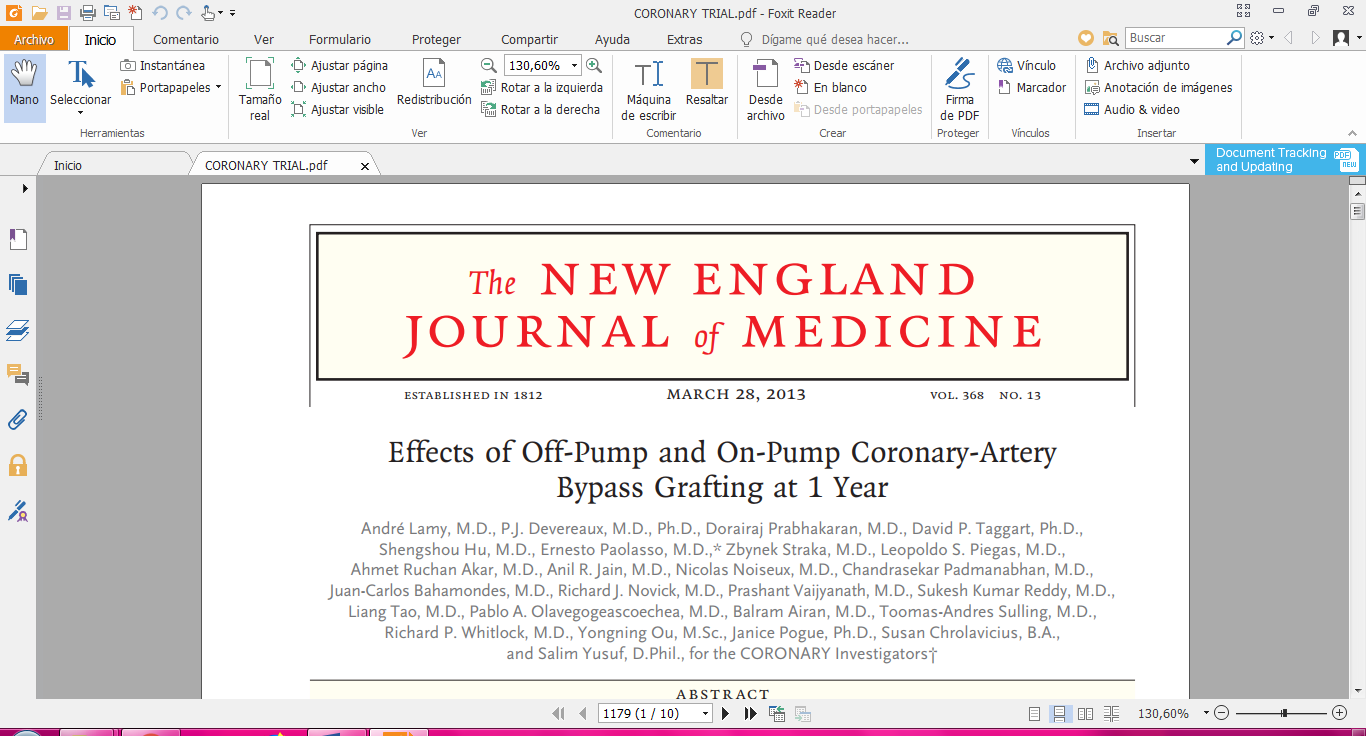 CORONARY TRIAL.pdf - Foxit Reader
Archivo Inicio Comentario Ver Formulario Proteger Compartir Ayuda Extras Dígame qué desea hacer... Buscar
Mano
Seleccionar
Instantánea
Portapapeles
Herramientas
Tamaño
real
Ajustar página
Ajustar ancho
Ajustar visible
Redistribución
130,60%
Rotar a la izquierda
Rotar a la derecha
Ver
Máquina
de escribir
Resaltar
Comentario
Desde
archivo
Desde escáner
En blanco
Desde portapapeles
Crear
Firma
de PDF
Proteger
Vínculo
Marcador
Vínculos
Archivo adjunto
Anotación de imágenes
Audio & video
Insertar
Inicio
CORONARY TRIAL.pdf
Document Tracking
and Updating
PDF
NEW
The NEW ENGLAND
JOURNAL of MEDICINE
ESTABLISHED IN 1812 MARCH 28, 2013 VOL. 368 NO. 13
Effects of Off-Pump and On-Pump Coronary-Artery
Bypass Grafting at 1 Year
André Lamy, M.D., P.J. Devereaux, M.D., Ph.D., Dorairaj Prabhakaran, M.D., David P. Taggart, Ph.D.,
Shengshou Hu, M.D., Ernesto Paolasso, M.D.,* Zbynek Straka, M.D., Leopoldo S. Piegas, M.D.,
Ahmet Ruchan Akar, M.D., Anil R. Jain, M.D., Nicolas Noiseux, M.D., Chandrasekar Padmanabhan, M.D.,
Juan-Carlos Bahamondes, M.D., Richard J. Novick, M.D., Prashant Vaijyanath, M.D., Sukesh Kumar Reddy, M.D.,
Liang Tao, M.D., Pablo A. Olavegogeascoechea, M.D., Balram Airan, M.D., Toomas-Andres Sulling, M.D.,
Richard P. Whitlock, M.D., Yongning Ou, M.Sc., Janice Pogue, Ph.D., Susan Chrolavicius, B.A.,
and Salim Yusuf, D.Phil., for the CORONARY Investigators†
ABSTRACT
1179 (1 / 10)
130,60%